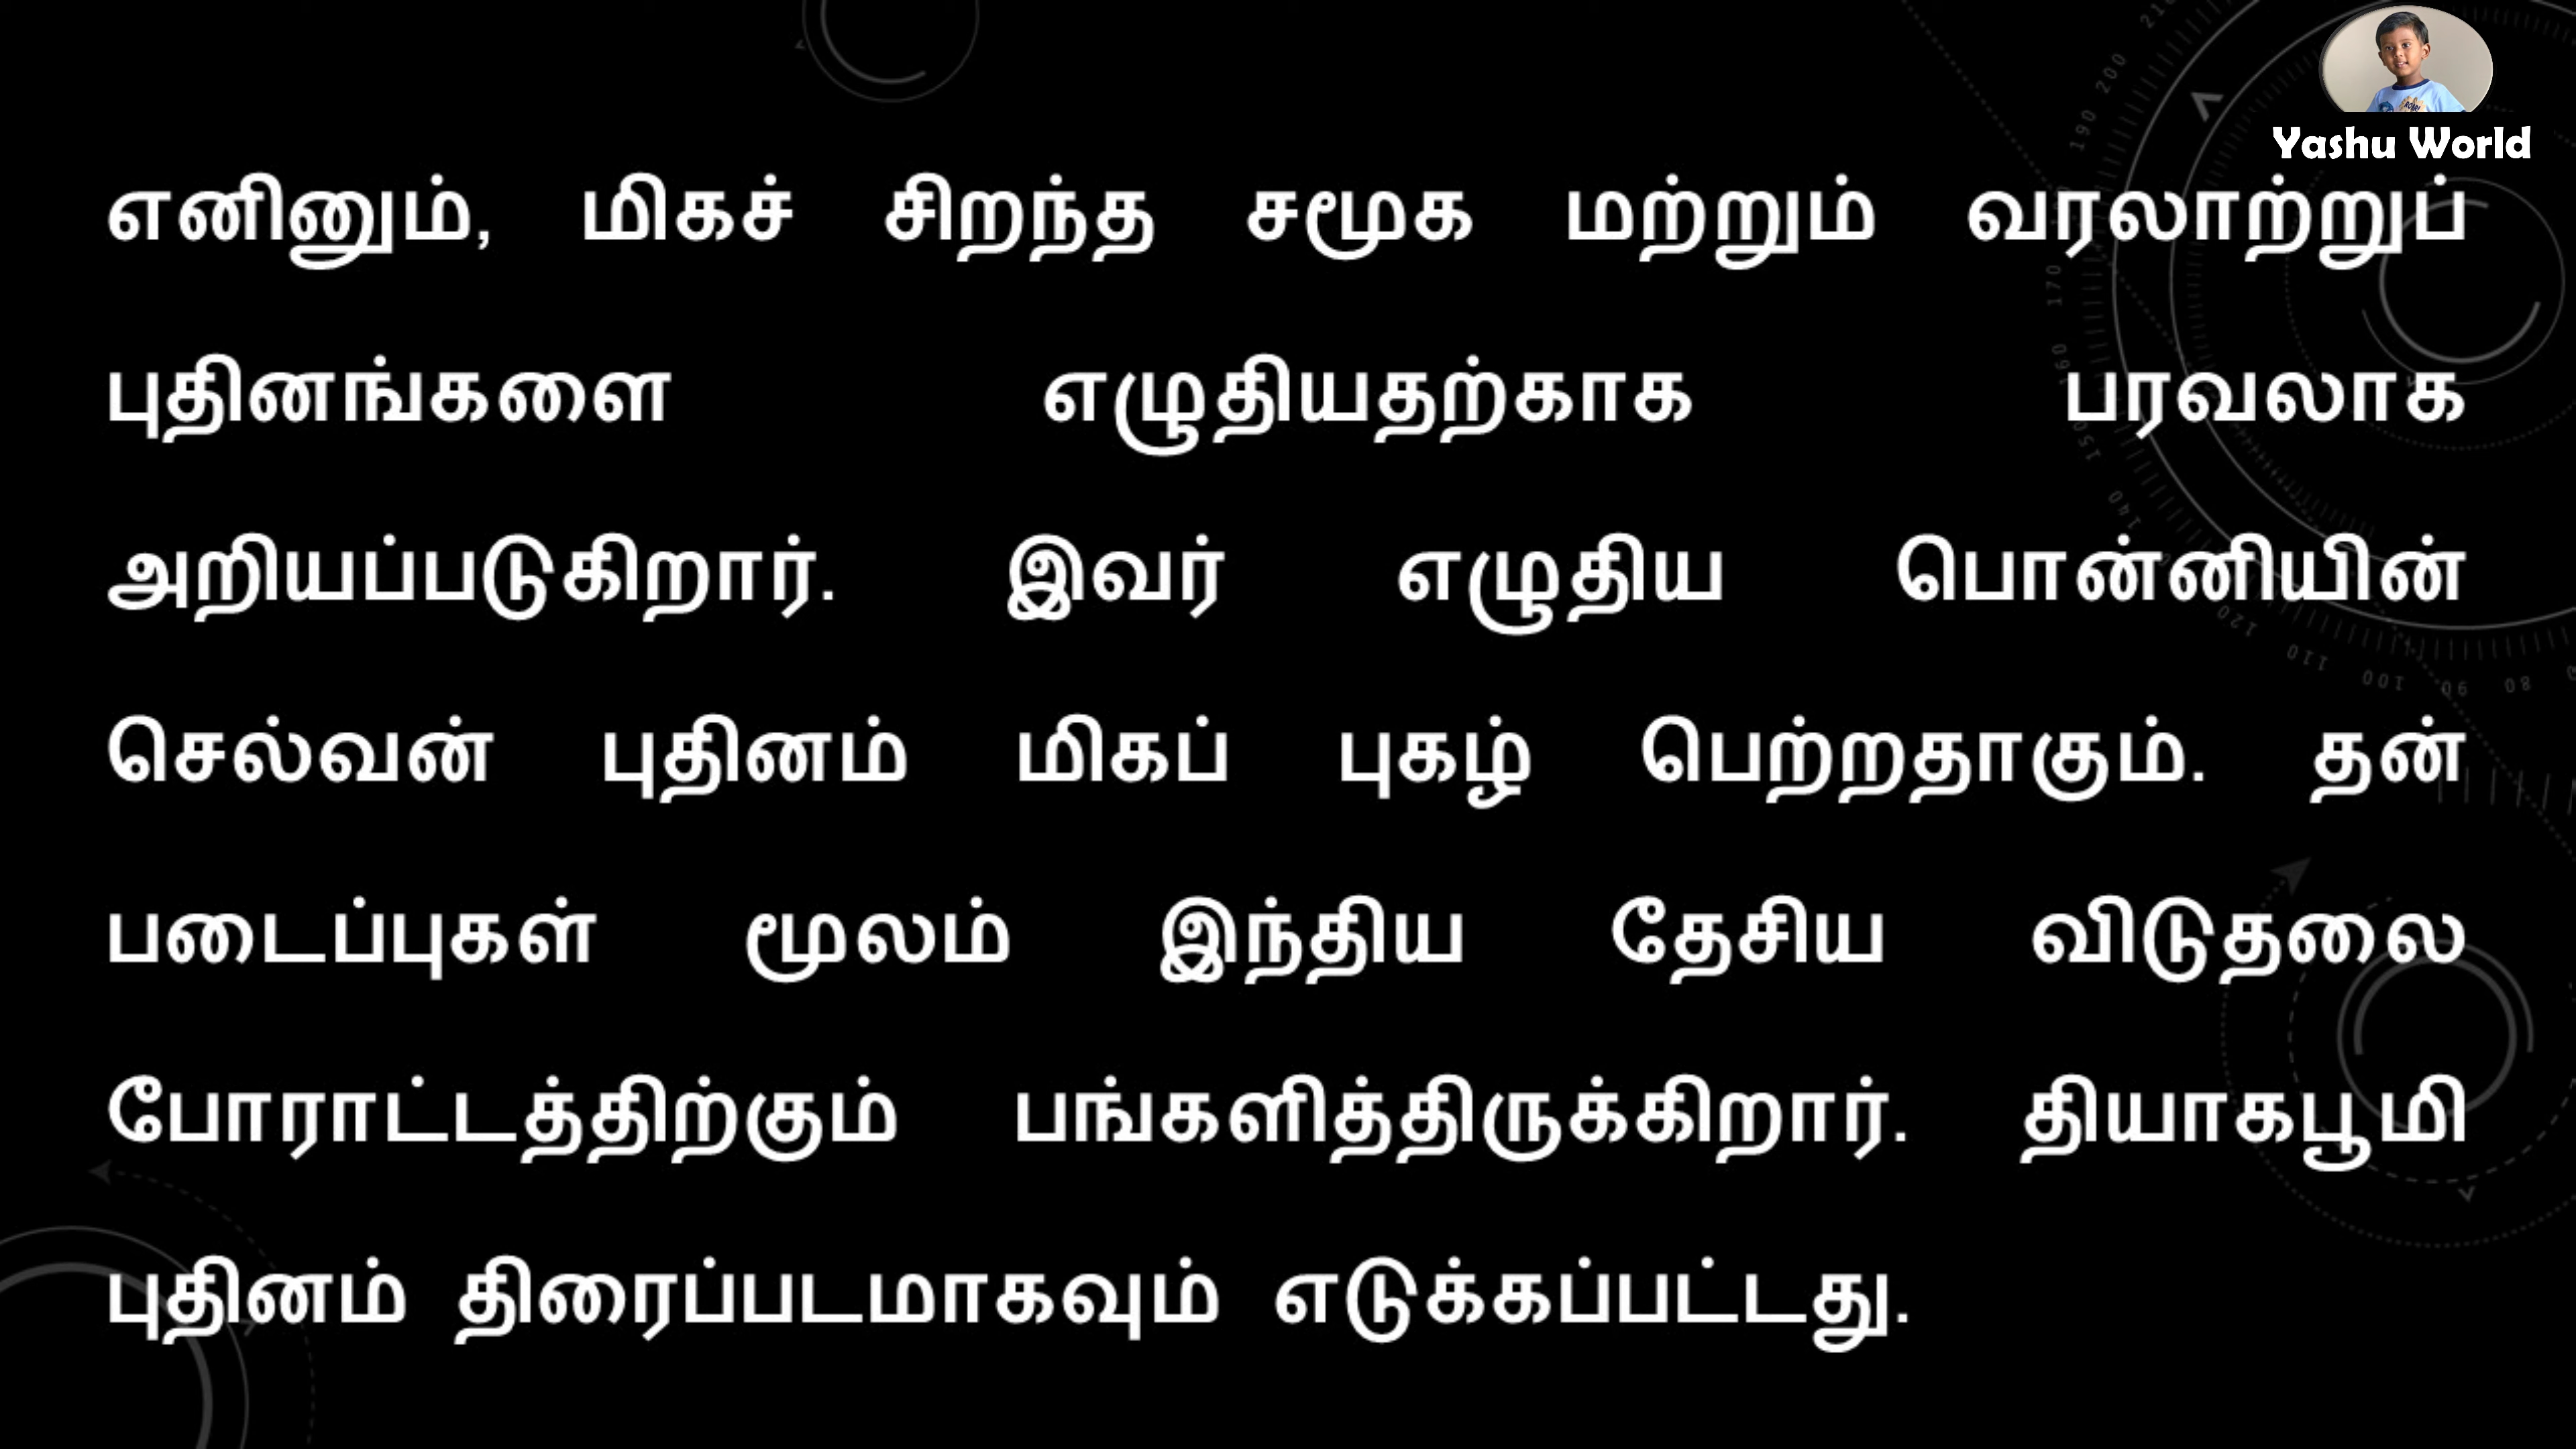 Yashu World
எனினும், மிகச் சிறந்த சமூக மற்றும் வரலாற்றுப்
புதினங்களை எழுதியதற்காக பரவலாக
அறியப்படுகிறார். இவர் எழுதிய பொன்னியின்
செல்வன் புதினம் மிகப் புகழ் பெற்றதாகும். தன்
படைப்புகள் மூலம் இந்திய தேசிய விடுதலை
போராட்டத்திற்கும் பங்களித்திருக்கிறார். தியாகபூமி
புதினம் திரைப்படமாகவும் எடுக்கப்பட்டது.